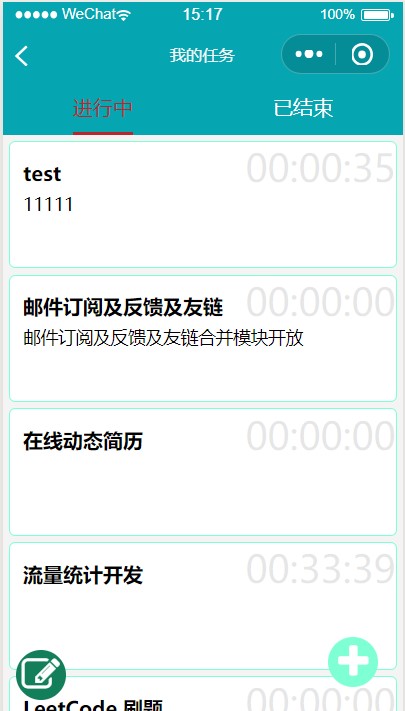 WeChat 15:17 100%
我的任务
进行中 已结束
test 00:00:35
11111
邮件订阅及反馈及友链 00:00:00
邮件订阅及反馈及友链合并模块开放
在线动态简历 00:00:00
流量统计开发 00:33:39
LeetCode 刷题 00:00:00